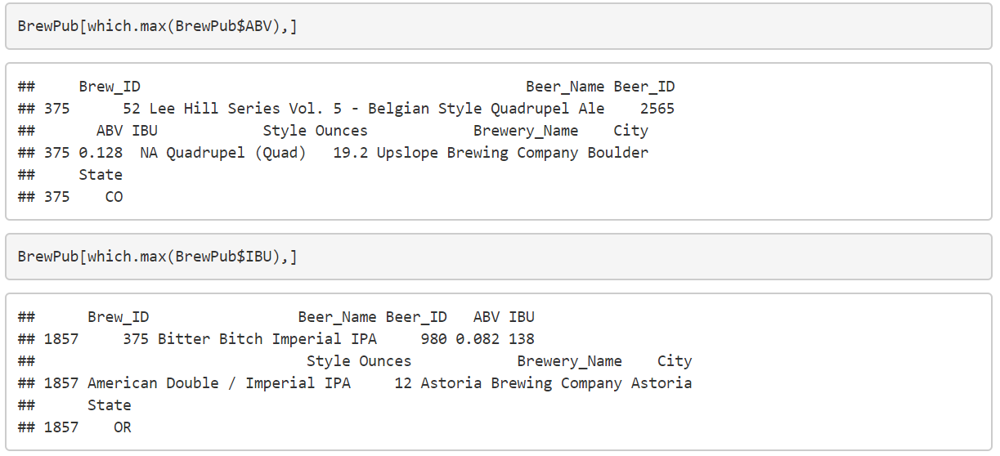 BrewPub[which.max(BrewPub$ABV),]
##     Brew_ID                                            Beer_Name Beer_ID
## 375      52 Lee Hill Series Vol. 5 - Belgian Style Quadrupel Ale    2565
##       ABV IBU            Style Ounces            Brewery_Name    City
## 375 0.128  NA Quadrupel (Quad)   19.2 Upslope Brewing Company Boulder
##     State
## 375    CO
BrewPub[which.max(BrewPub$IBU),]
##      Brew_ID                 Beer_Name Beer_ID   ABV IBU
## 1857     375 Bitter Bitch Imperial IPA     980 0.082 138
##                               Style Ounces            Brewery_Name    City
## 1857 American Double / Imperial IPA     12 Astoria Brewing Company Astoria
##      State
## 1857    OR